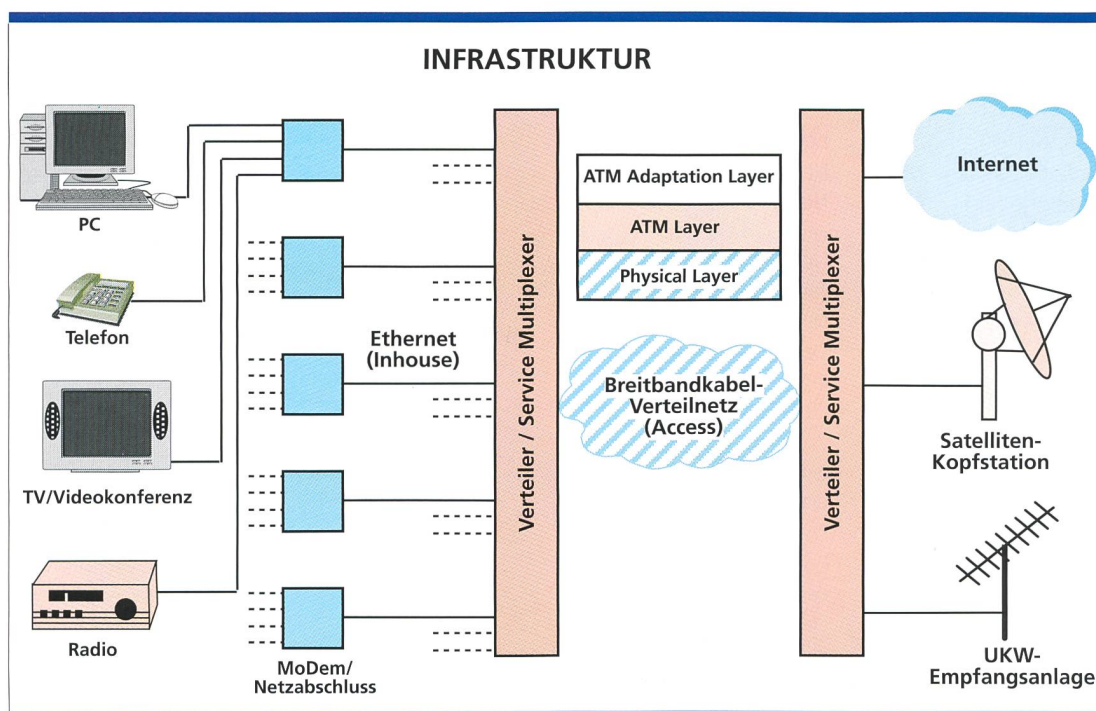 INFRASTRUKTUR
PC
Telefon
TV/Videokonferenz
Radio
MoDem/
Netzabschluss
Ethernet
(Inhouse)
Verteiler / Service Multiplexer
ATM Adaptation Layer
ATM Layer
Physical Layer
Breitbandkabel-
Verteilnetz
(Access)
Verteiler / Service Multiplexer
Internet
Satelliten-
Kopfstation
UKW-
Empfangsanlage